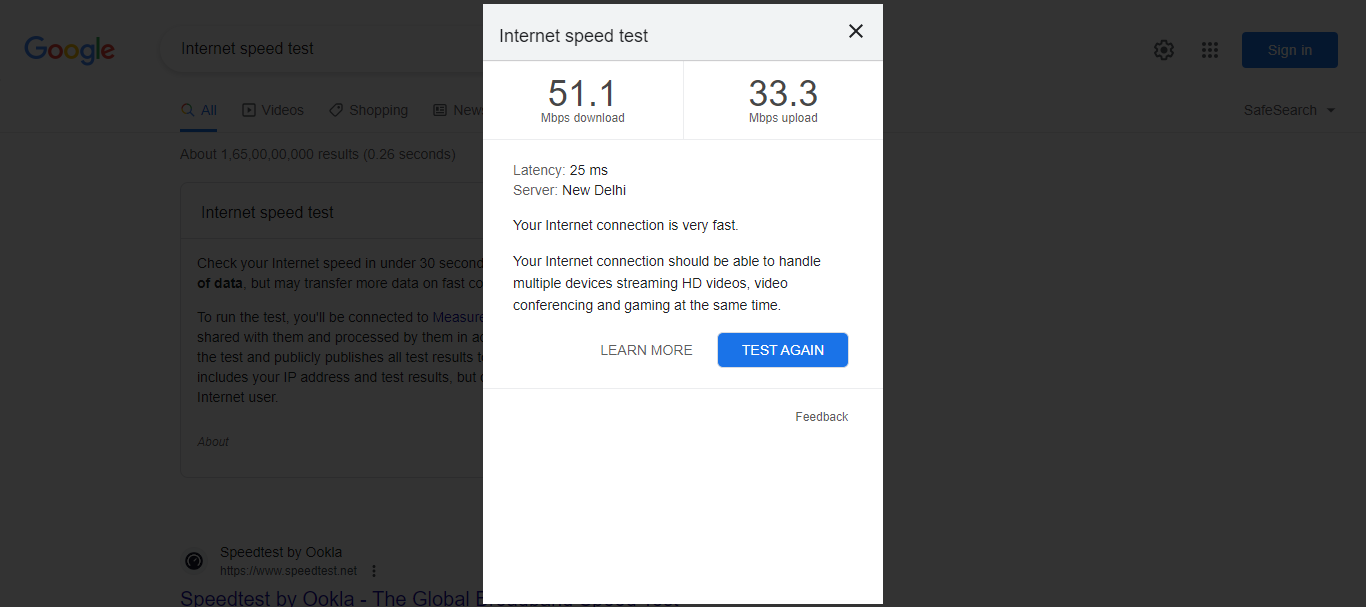 Google
Internet speed test
Sign in
All
Videos
Shopping
News
SafeSearch
About 1,65,00,00,000 results (0.26 seconds)
Internet speed test
Check your Internet speed in under 30 second
of data, but may transfer more data on fast co
To run the test, you'll be connected to Measure
shared with them and processed by them in ac
the test and publicly publishes all test results t
includes your IP address and test results, but
Internet user.
About
Speedtest by Ookla
https://www.speedtest.net
Speedtest by Ookla - The Global Broadband Speed Test
Internet speed test
51.1
Mbps download
33.3
Mbps upload
Latency: 25 ms
Server: New Delhi
Your Internet connection is very fast.
Your Internet connection should be able to handle
multiple devices streaming HD videos, video
conferencing and gaming at the same time.
LEARN MORE
TEST AGAIN
Feedback